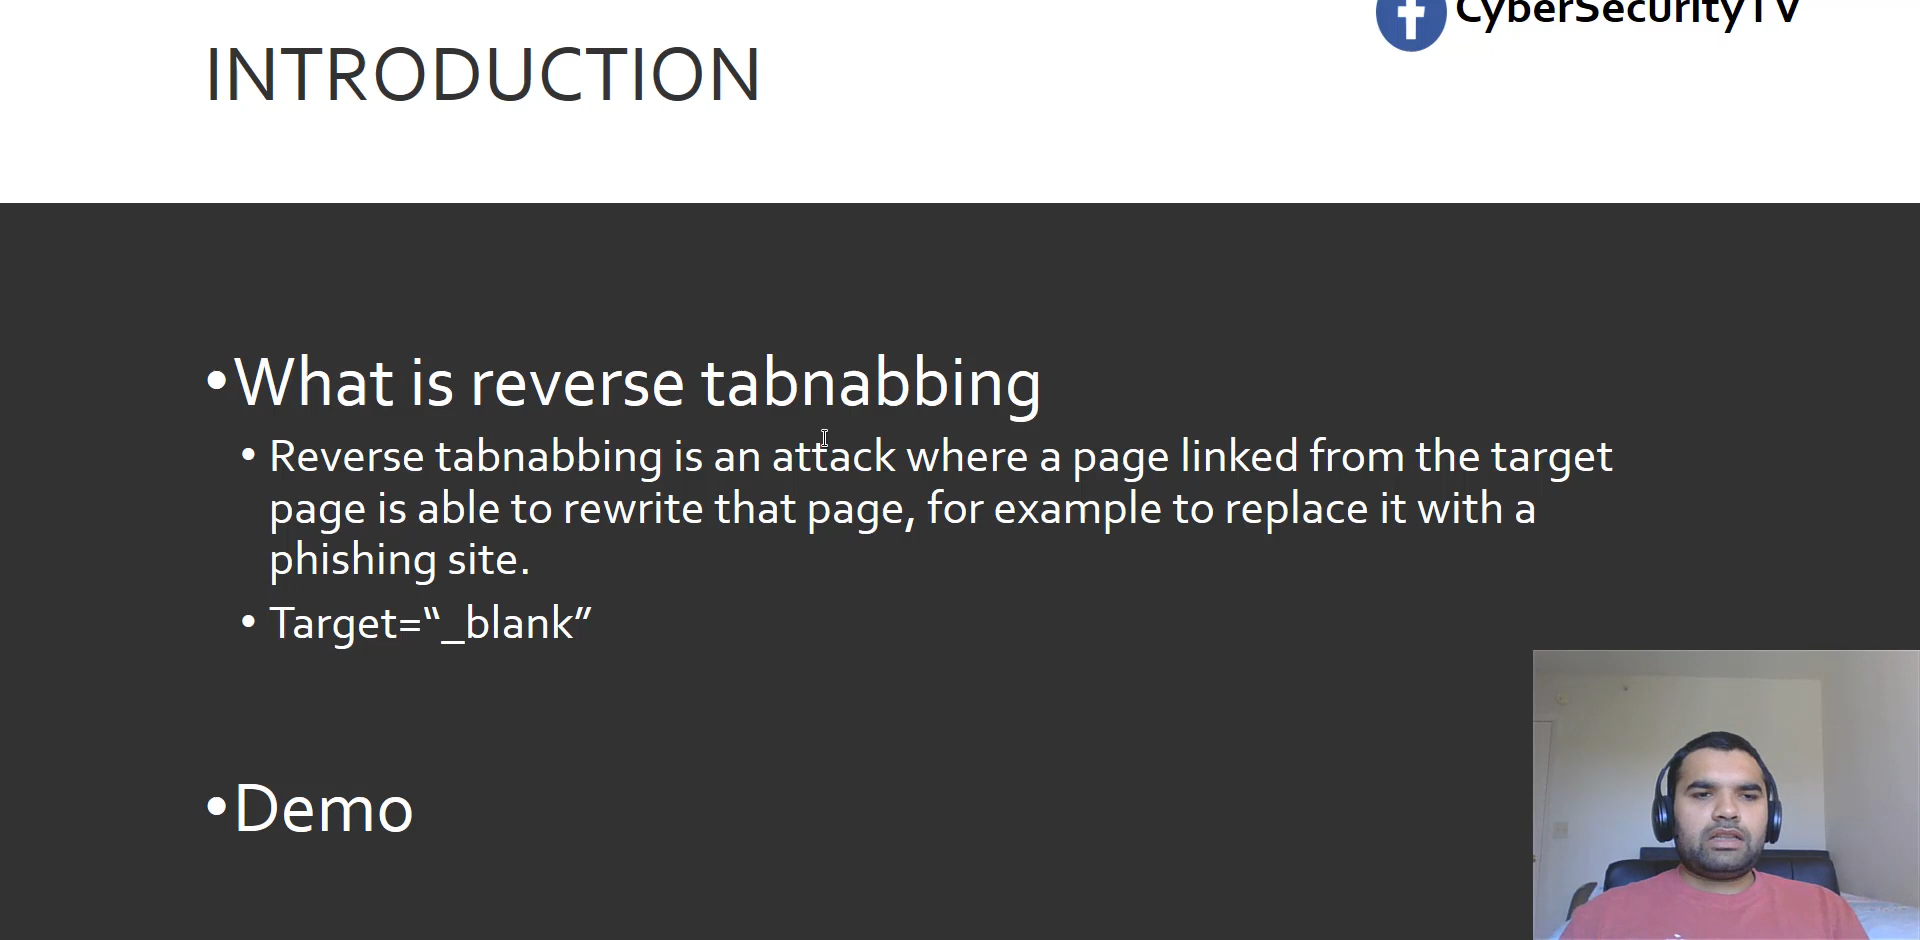 CyberSecurityTV
INTRODUCTION
•What is reverse tabnabbing
• Reverse tabnabbing is an attack where a page linked from the target
page is able to rewrite that page, for example to replace it with a
phishing site.
• Target=“_blank”
•Demo